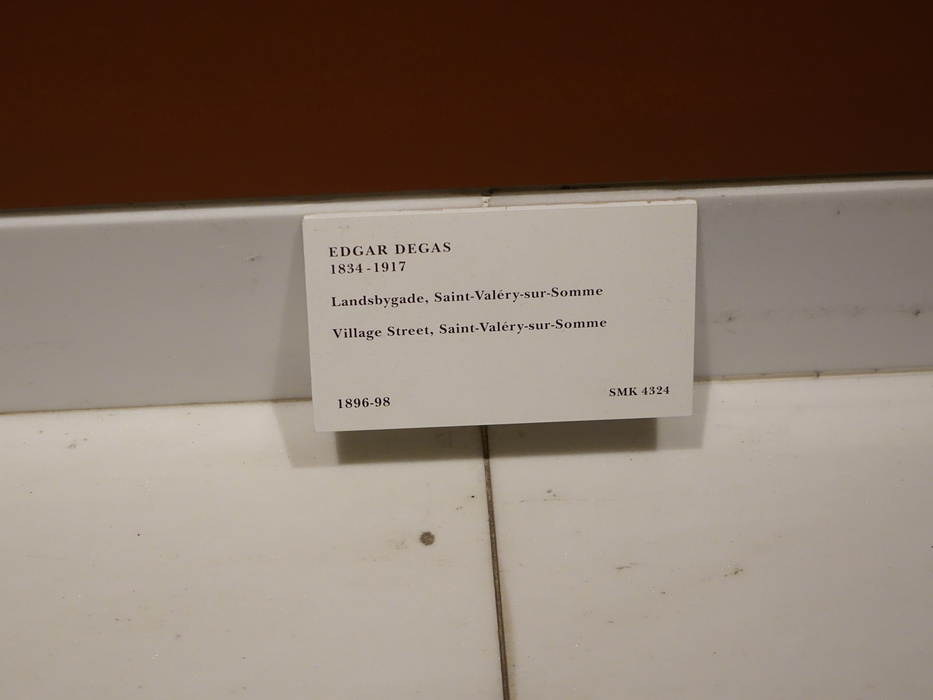 EDGAR DEGAS
1834-1917
Landsbygade, Saint-Valéry-sur-Somme
Village Street, Saint-Valéry-sur-Somme
1896-98
SMK 4324